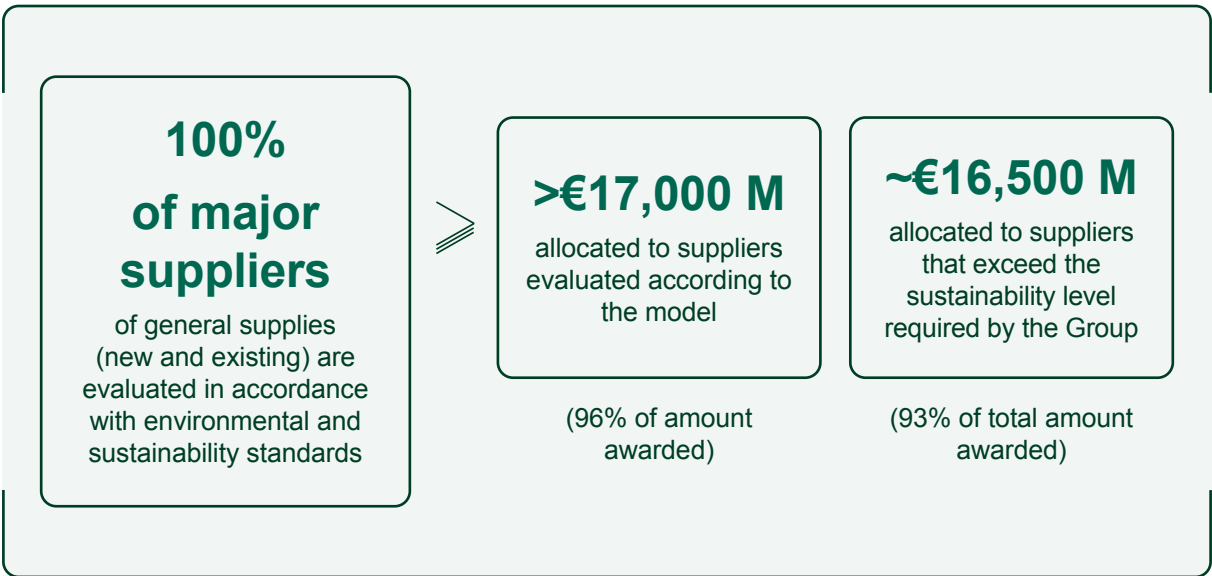 100%
of major
suppliers
of general supplies
(new and existing) are
evaluated in accordance
with environmental and
sustainability standards
>€17,000 M
allocated to suppliers
evaluated according to
the model
(96% of amount
awarded)
~€16,500 M
allocated to suppliers
that exceed the
sustainability level
required by the Group
(93% of total amount
awarded)